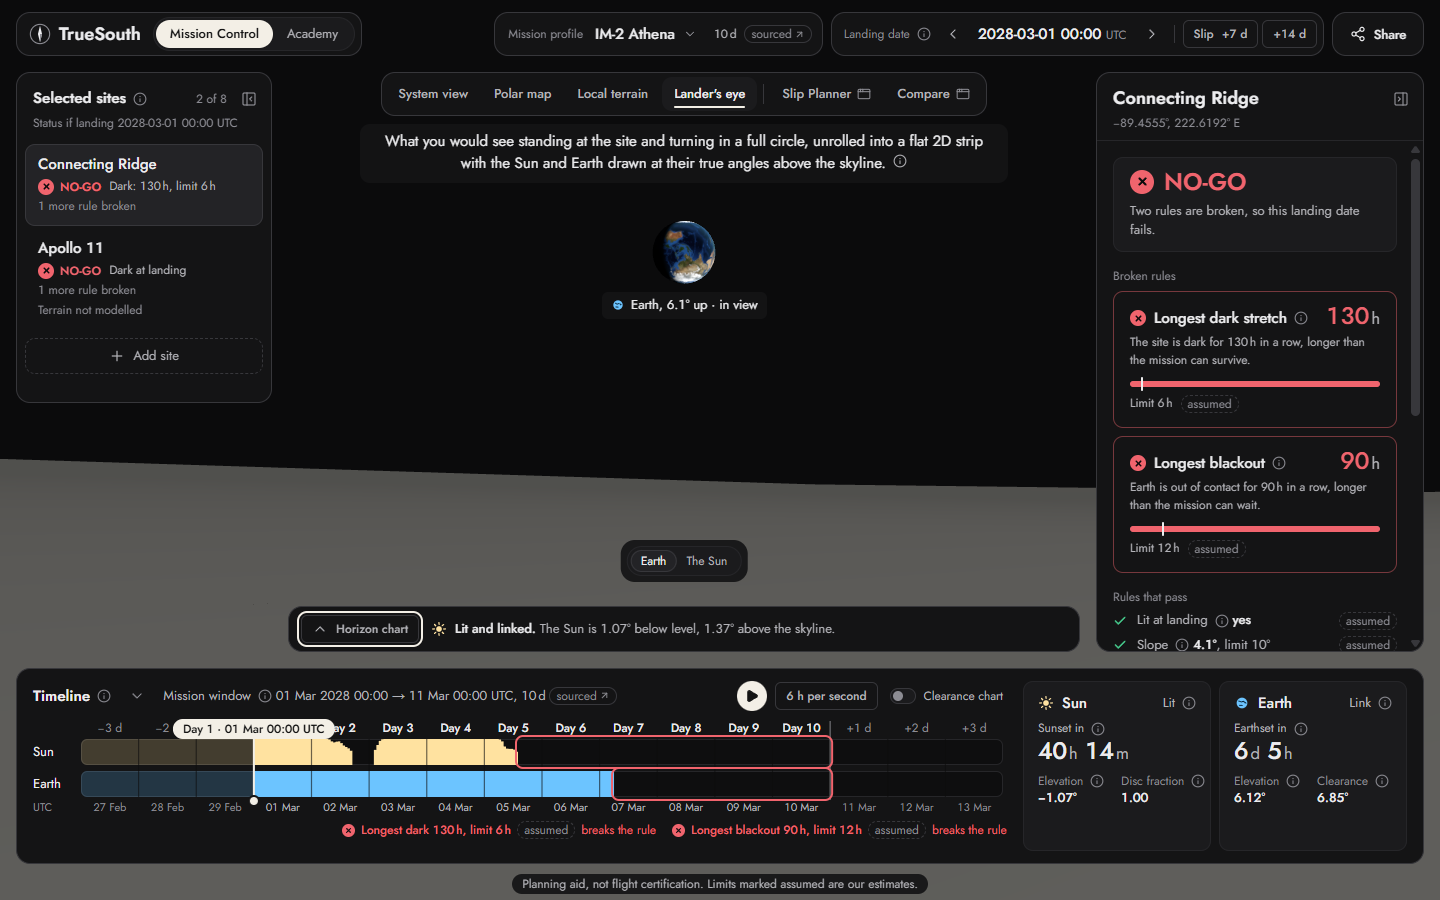 TrueSouth
Mission Control
Academy
Mission profile IM-2 Athena 10 d sourced ↗
Landing date 2028-03-01 00:00 UTC
Slip +7 d +14 d
Share
Selected sites 2 of 8
Status if landing 2028-03-01 00:00 UTC
Connecting Ridge
NO-GO Dark: 130 h, limit 6 h
1 more rule broken
Apollo 11
NO-GO Dark at landing
1 more rule broken
Terrain not modelled
+ Add site
System view
Polar map
Local terrain
Lander's eye
Slip Planner
Compare
What you would see standing at the site and turning in a full circle, unrolled into a flat 2D strip
with the Sun and Earth drawn at their true angles above the skyline.
Earth, 6.1° up · in view
Earth The Sun
Horizon chart
Lit and linked. The Sun is 1.07° below level, 1.37° above the skyline.
Connecting Ridge
−89.4555°, 222.6192° E
NO-GO
Two rules are broken, so this landing date
fails.
Broken rules
Longest dark stretch 130 h
The site is dark for 130 h in a row, longer than
the mission can survive.
Limit 6 h assumed
Longest blackout 90 h
Earth is out of contact for 90 h in a row, longer
than the mission can wait.
Limit 12 h assumed
Rules that pass
Lit at landing yes assumed
Slope 4.1°, limit 10° assumed
Timeline
Mission window 01 Mar 2028 00:00 → 11 Mar 00:00 UTC, 10 d sourced ↗
6 h per second
Clearance chart
−3 d −2 Day 1 · 01 Mar 00:00 UTC ay 2 Day 3 Day 4 Day 5 Day 6 Day 7 Day 8 Day 9 Day 10 +1 d +2 d +3 d
Sun
Earth
UTC 27 Feb 28 Feb 29 Feb 01 Mar 02 Mar 03 Mar 04 Mar 05 Mar 06 Mar 07 Mar 08 Mar 09 Mar 10 Mar 11 Mar 12 Mar 13 Mar
Longest dark 130 h, limit 6 h assumed breaks the rule
Longest blackout 90 h, limit 12 h assumed breaks the rule
Sun Lit
Sunset in
40 h 14 m
Elevation Disc fraction
−1.07° 1.00
Earth Link
Earthset in
6 d 5 h
Elevation Clearance
6.12° 6.85°
Planning aid, not flight certification. Limits marked assumed are our estimates.